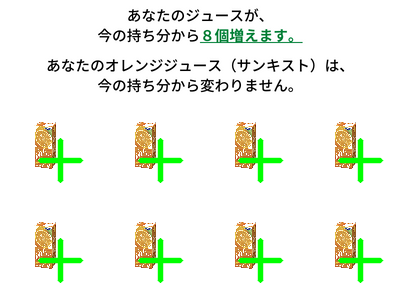 あなたのジュースが、
今の持ち分から８個増えます。
あなたのオレンジジュース（サンキスト）は、
今の持ち分から変わりません。